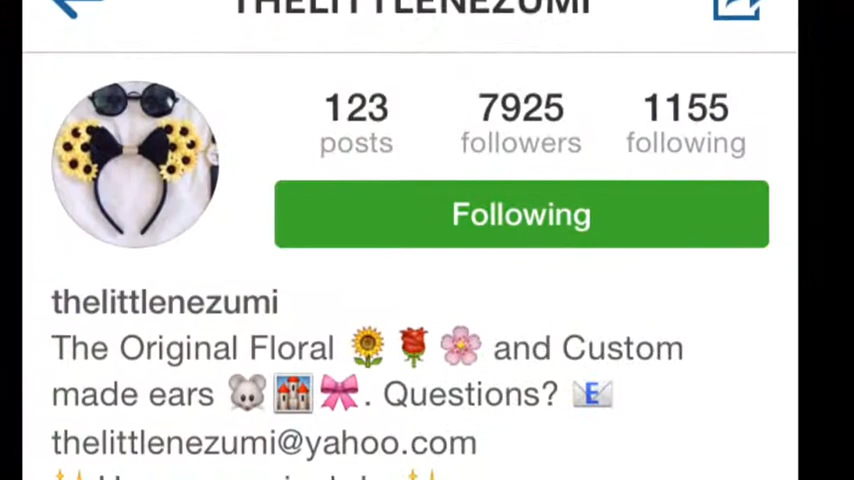 THELITTLENEZUMI
123 7925 1155
posts followers following
Following
thelittlenezumi
The Original Floral 🌻🌹🌸 and Custom
made ears 🐭🏰🎀. Questions? 📧
thelittlenezumi@yahoo.com